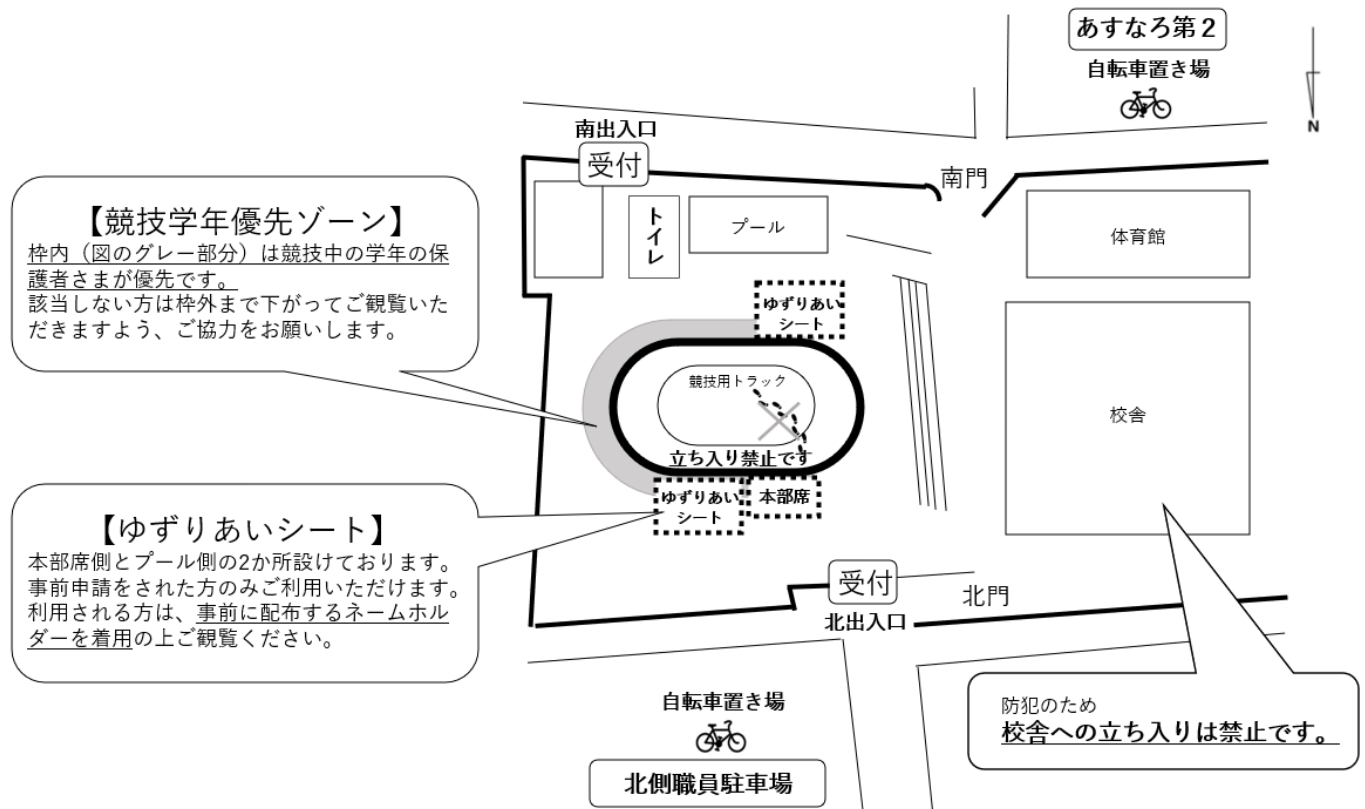 あすなろ第２
自転車置き場
N
南出入口
受付
南門
【競技学年優先ゾーン】
枠内（図のグレー部分）は競技中の学年の保
護者さまが優先です。
該当しない方は枠外まで下がってご観覧いた
だきますよう、ご協力をお願いします。
トイレ
プール
体育館
ゆずりあい
シート
競技用トラック
校舎
立ち入り禁止です
ゆずりあい
シート
本部席
【ゆずりあいシート】
本部席側とプール側の2か所設けております。
事前申請をされた方のみご利用いただけます。
利用される方は、事前に配布するネームホル
ダーを着用の上ご観覧ください。
受付
北門
北出入口
自転車置き場
北側職員駐車場
防犯のため
校舎への立ち入りは禁止です。